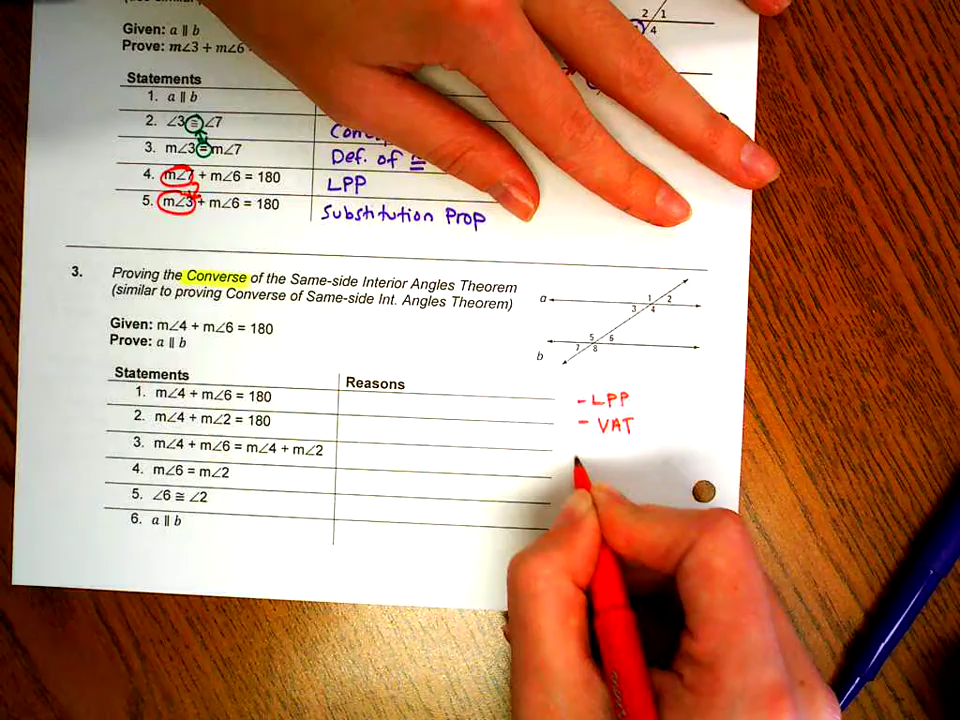 2 1
4
Given: a ∥ b
Prove: m∠3 + m∠6
Statements
1. a ∥ b
2. ∠3 ≅ ∠7
3. m∠3 = m∠7
Def. of ≅
4. m∠7 + m∠6 = 180
LPP
5. m∠3 + m∠6 = 180
Substitution Prop
3. Proving the Converse of the Same-side Interior Angles Theorem
(similar to proving Converse of Same-side Int. Angles Theorem)
a
1 2
3 4
Given: m∠4 + m∠6 = 180
Prove: a ∥ b
5 6
7 8
b
Statements Reasons
1. m∠4 + m∠6 = 180
2. m∠4 + m∠2 = 180
3. m∠4 + m∠6 = m∠4 + m∠2
4. m∠6 = m∠2
5. ∠6 ≅ ∠2
6. a ∥ b
- LPP
- VAT